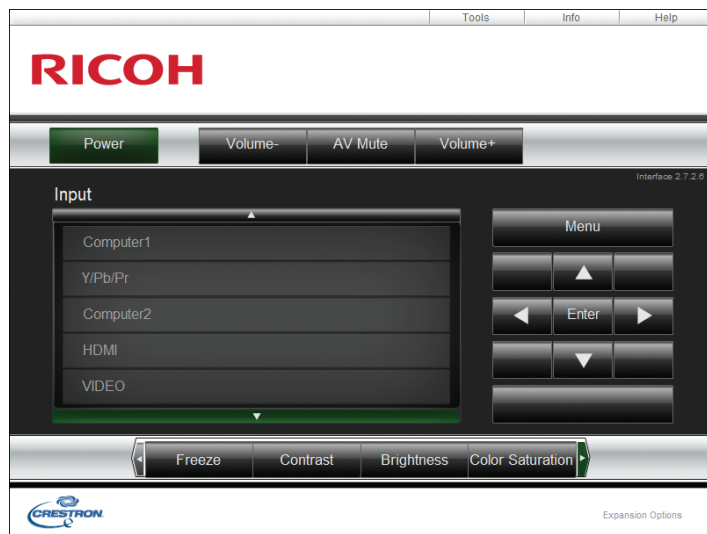 Tools Info Help
RICOH
Power Volume- AV Mute Volume+
Interface 2.7.2.6
Input
Menu
Computer1
Y/Pb/Pr
Computer2
Enter
HDMI
VIDEO
Freeze Contrast Brightness Color Saturation
CRESTRON
Expansion Options